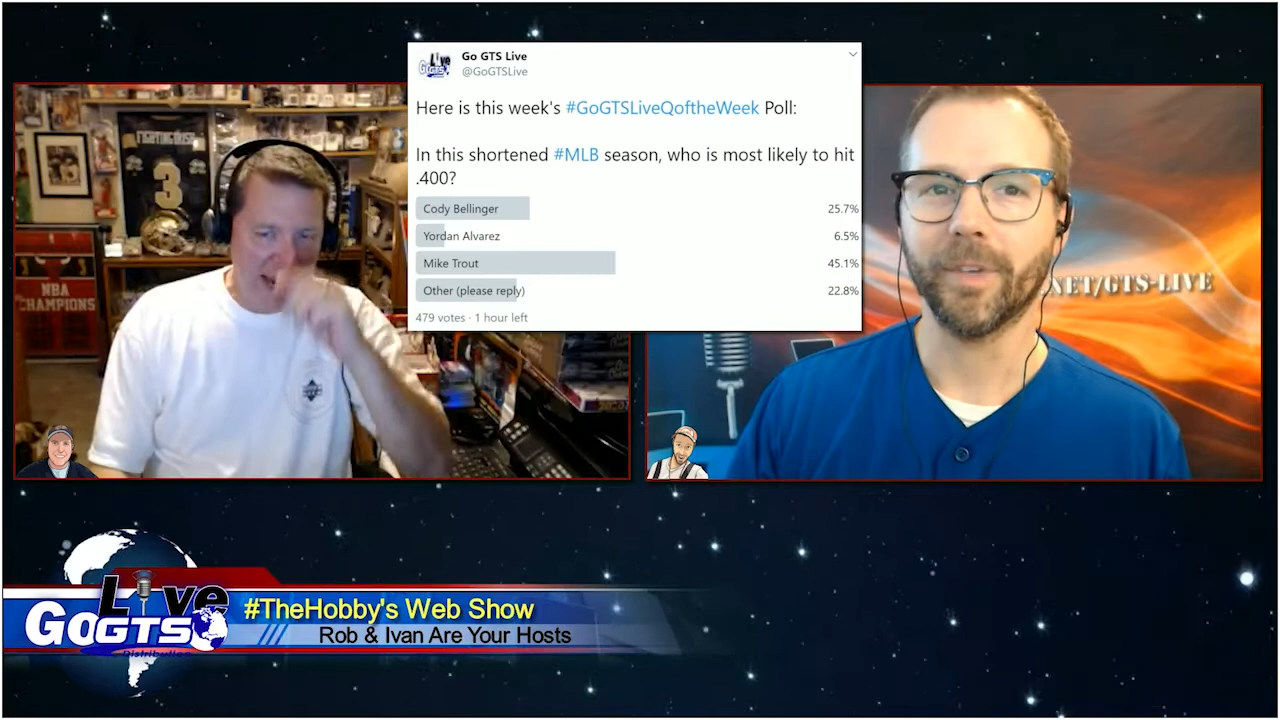 Go GTS Live
@GoGTSLive
Here is this week's #GoGTSLiveQoftheWeek Poll:
In this shortened #MLB season, who is most likely to hit
.400?
Cody Bellinger 25.7%
Yordan Alvarez 6.5%
Mike Trout 45.1%
Other (please reply) 22.8%
479 votes · 1 hour left
FIGHTING IRISH
3
NBA
CHAMPIONS
NET/GTS-LIVE
Live
GOGTS
Distribution
#TheHobby's Web Show
Rob & Ivan Are Your Hosts